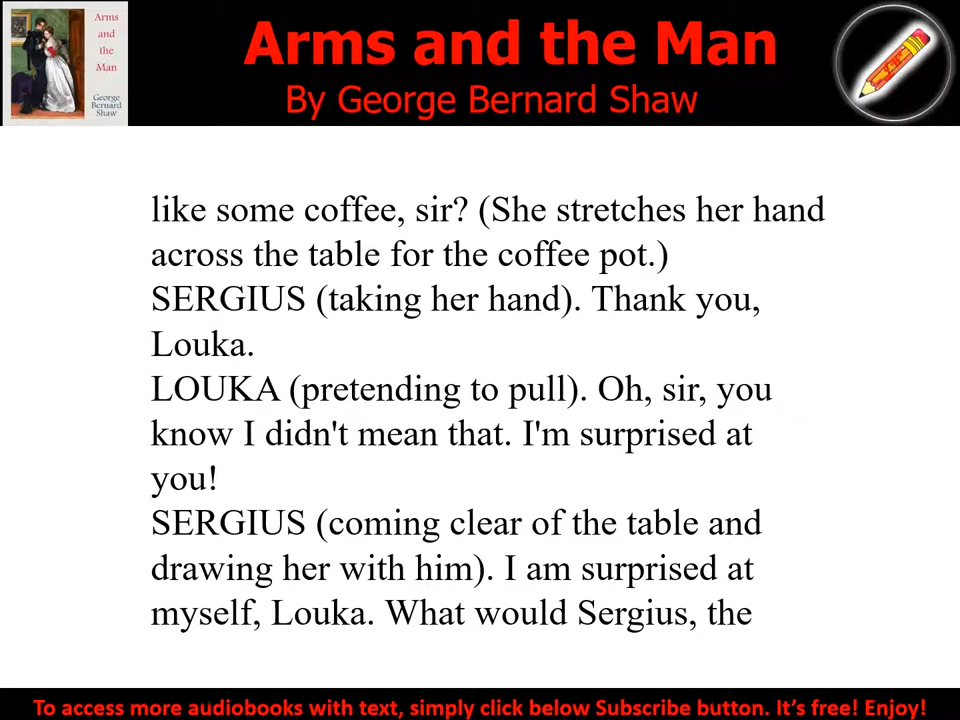 Arms
and
the
Man
George
Bernard
Shaw
Arms and the Man
By George Bernard Shaw
like some coffee, sir? (She stretches her hand
across the table for the coffee pot.)
SERGIUS (taking her hand). Thank you,
Louka.
LOUKA (pretending to pull). Oh, sir, you
know I didn't mean that. I'm surprised at
you!
SERGIUS (coming clear of the table and
drawing her with him). I am surprised at
myself, Louka. What would Sergius, the
To access more audiobooks with text, simply click below Subscribe button. It's free! Enjoy!